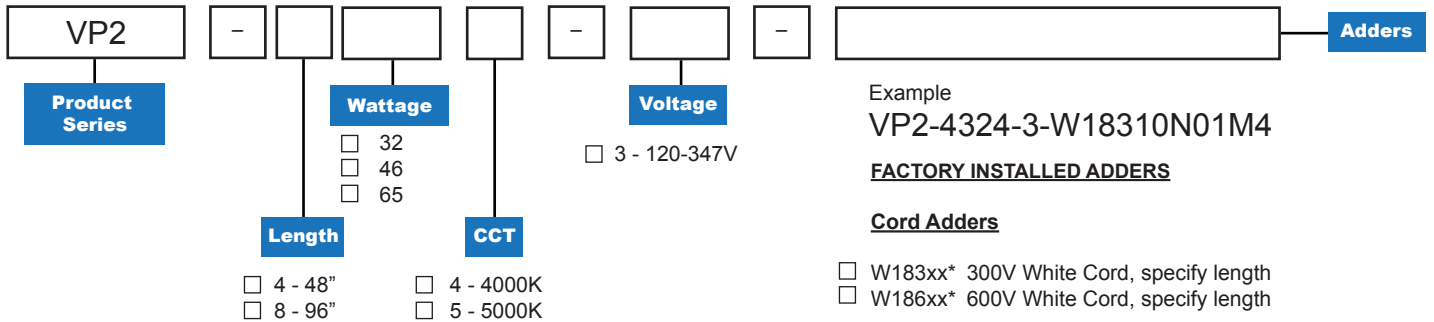 VP2 - - -
Adders
Product
Series
Wattage
☐ 32
☐ 46
☐ 65
Voltage
☐ 3 - 120-347V
Length
☐ 4 - 48”
☐ 8 - 96”
CCT
☐ 4 - 4000K
☐ 5 - 5000K
Example
VP2-4324-3-W18310N01M4
FACTORY INSTALLED ADDERS
Cord Adders
☐ W183xx* 300V White Cord, specify length
☐ W186xx* 600V White Cord, specify length